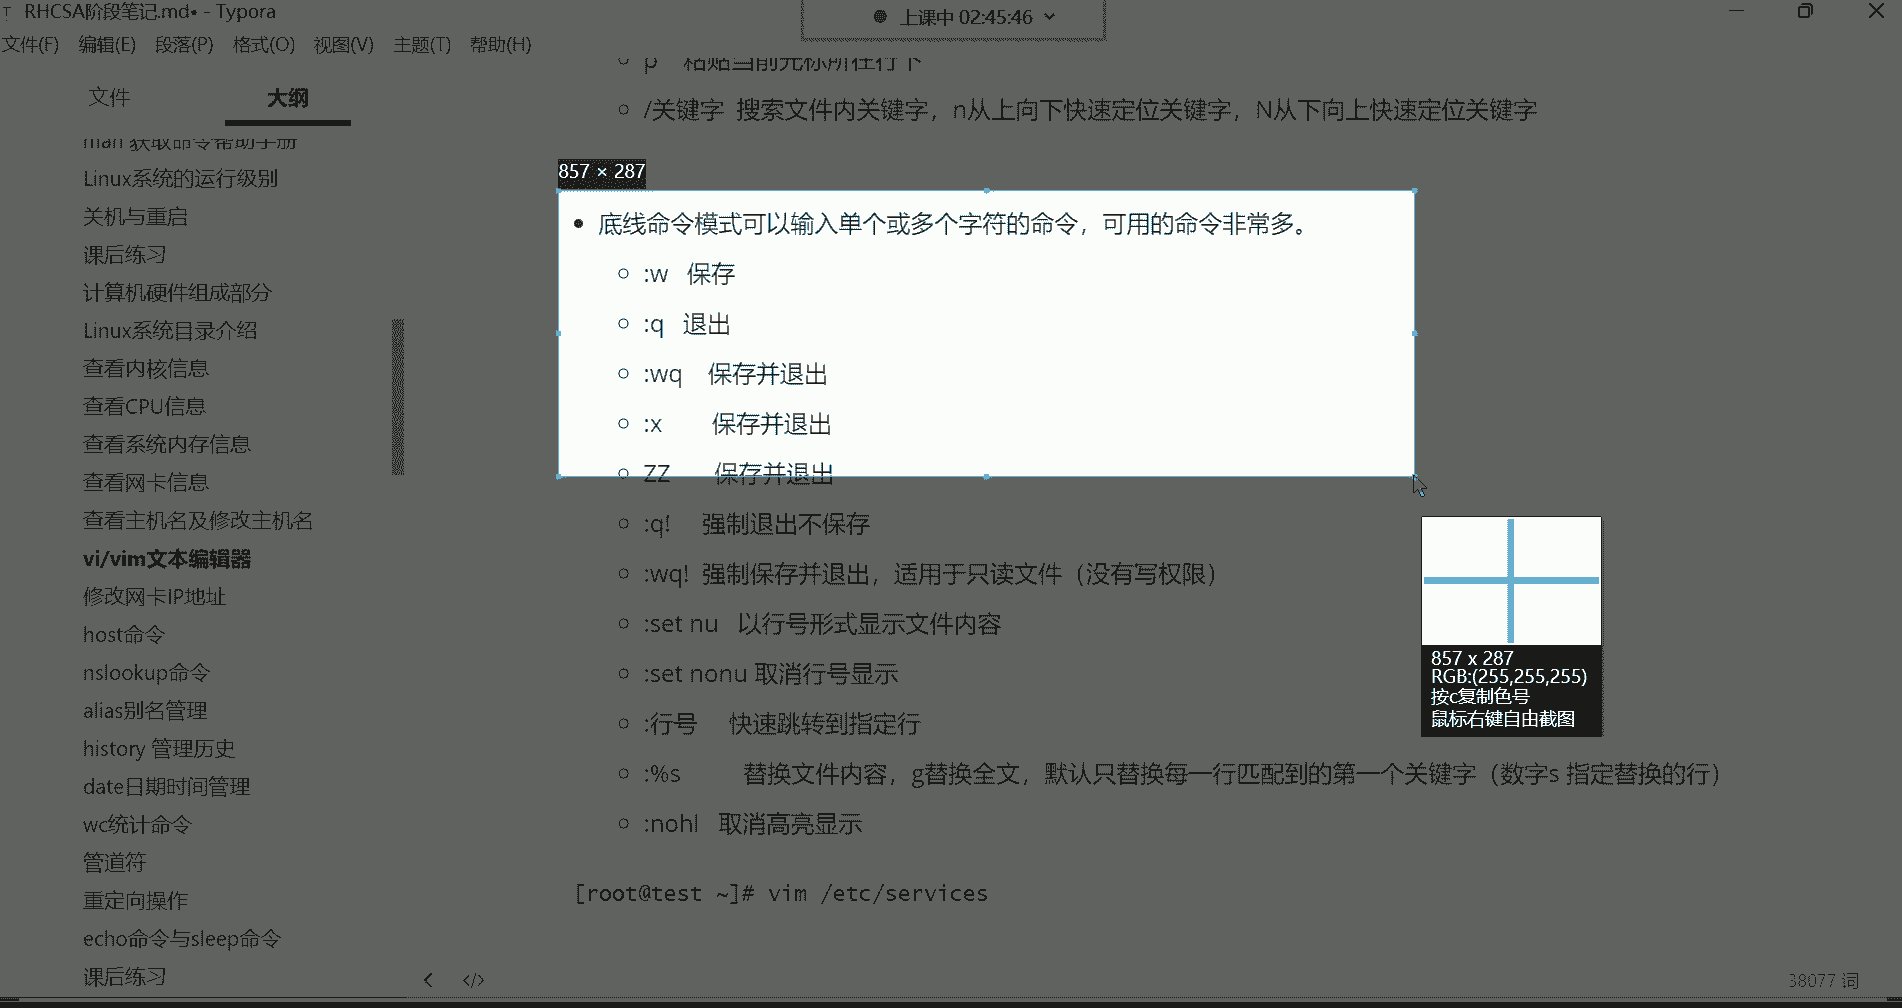 RHCSA阶段笔记.md• - Typora
上课中 02:45:46
文件(F) 编辑(E) 段落(P) 格式(O) 视图(V) 主题(T) 帮助(H)
文件 大纲
man 获取命令帮助手册
Linux系统的运行级别
关机与重启
课后练习
计算机硬件组成部分
Linux系统目录介绍
查看内核信息
查看CPU信息
查看系统内存信息
查看网卡信息
查看主机名及修改主机名
vi/vim文本编辑器
修改网卡IP地址
host命令
nslookup命令
alias别名管理
history 管理历史
date日期时间管理
wc统计命令
管道符
重定向操作
echo命令与sleep命令
课后练习
p 粘贴当前光标所在行下
/关键字 搜索文件内关键字，n从上向下快速定位关键字，N从下向上快速定位关键字
857 × 287
底线命令模式可以输入单个或多个字符的命令，可用的命令非常多。
:w 保存
:q 退出
:wq 保存并退出
:x 保存并退出
ZZ 保存并退出
:q! 强制退出不保存
:wq! 强制保存并退出，适用于只读文件（没有写权限）
:set nu 以行号形式显示文件内容
:set nonu 取消行号显示
:行号 快速跳转到指定行
:%s 替换文件内容，g替换全文，默认只替换每一行匹配到的第一个关键字（数字s 指定替换的行）
:nohl 取消高亮显示
[root@test ~]# vim /etc/services
857 x 287
RGB:(255,255,255)
按c复制色号
鼠标右键自由截图
</>
38077 词